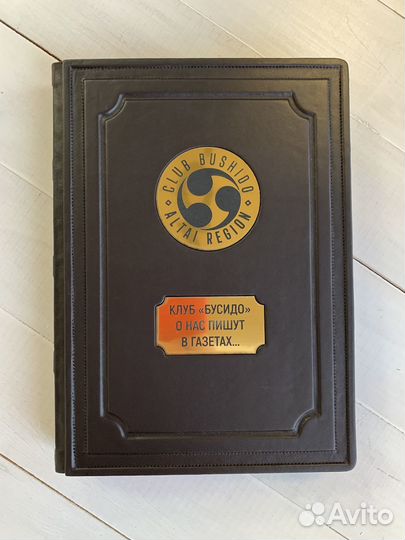 CLUB BUSHIDO
ALTAI REGION
КЛУБ «БУСИДО»
О НАС ПИШУТ
В ГАЗЕТАХ...
Avito